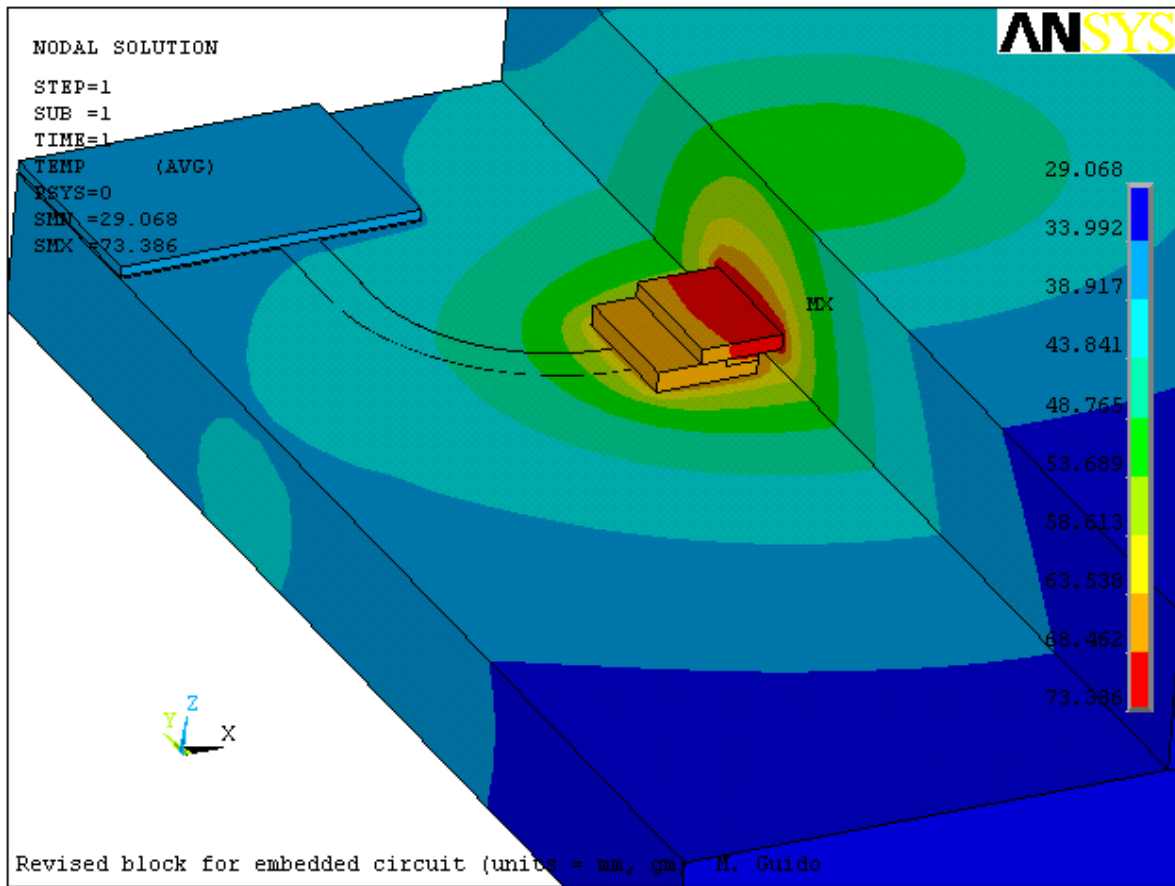 ANSYS
NODAL SOLUTION
STEP=1
SUB =1
TIME=1
TEMP (AVG)
RSYS=0
SMN =29.068
SMX =73.386
MX
29.068
33.992
38.917
43.841
48.765
53.689
58.613
63.538
68.462
73.386
Z
Y
X
Revised block for embedded circuit (units = mm, gm) M. Guido